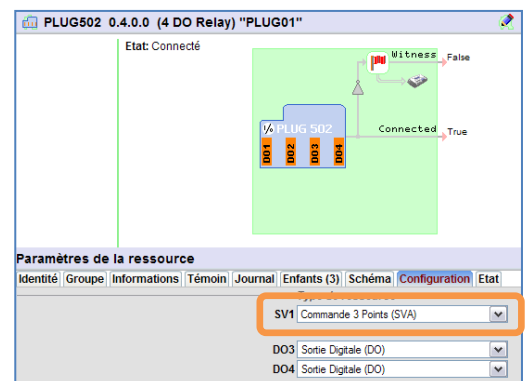 PLUG502 0.4.0.0 (4 DO Relay) "PLUG01"
Etat: Connecté
Witness False
I/O PLUG 502
Connected True
DO1 DO2 DO3 DO4
Paramètres de la ressource
Identité Groupe Informations Témoin Journal Enfants (3) Schéma Configuration Etat
SV1 Commande 3 Points (SVA)
DO3 Sortie Digitale (DO)
DO4 Sortie Digitale (DO)